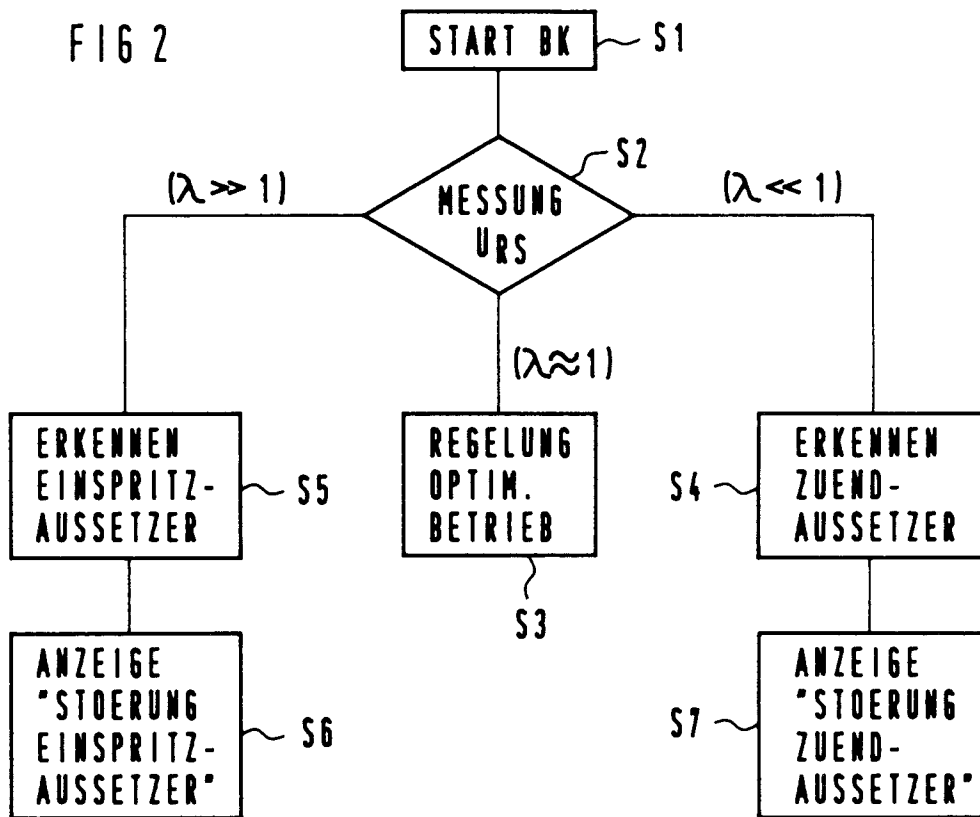 FIG 2
START BK
S1
S2
(λ>>1)
MESSUNG
URS
(λ<<1)
(λ≈1)
ERKENNEN
EINSPRITZ-
AUSSETZER
S5
REGELUNG
OPTIM.
BETRIEB
S3
S4
ERKENNEN
ZUEND-
AUSSETZER
ANZEIGE
"STOERUNG
EINSPRITZ-
AUSSETZER"
S6
S7
ANZEIGE
"STOERUNG
ZUEND-
AUSSETZER"